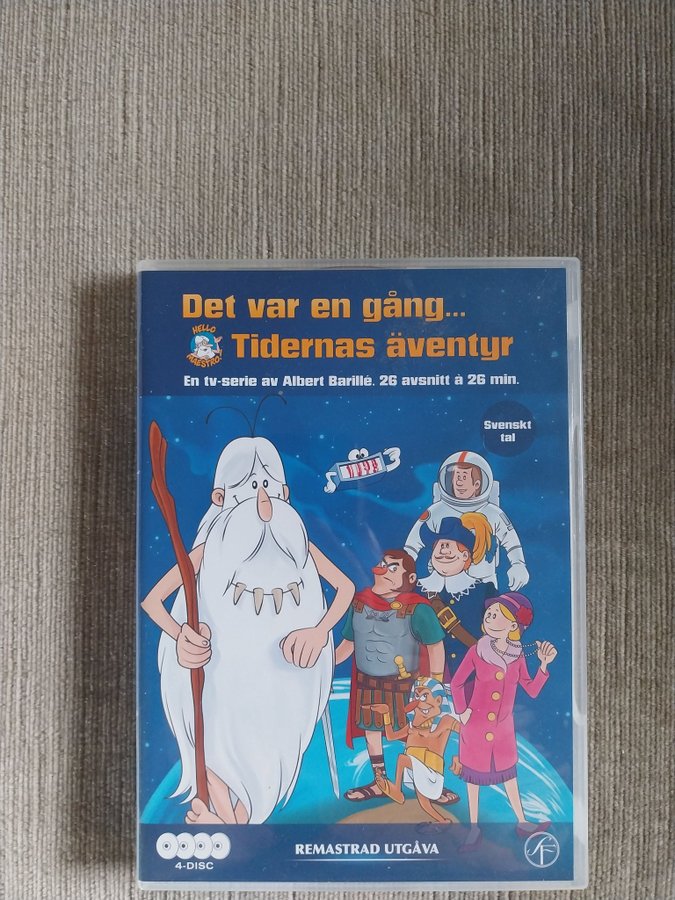 Det var en gång...
HELLO
MAESTRO!
Tidernas äventyr
En tv-serie av Albert Barillé. 26 avsnitt à 26 min.
Svenskt
tal
4-DISC
REMASTRAD UTGÅVA
SF